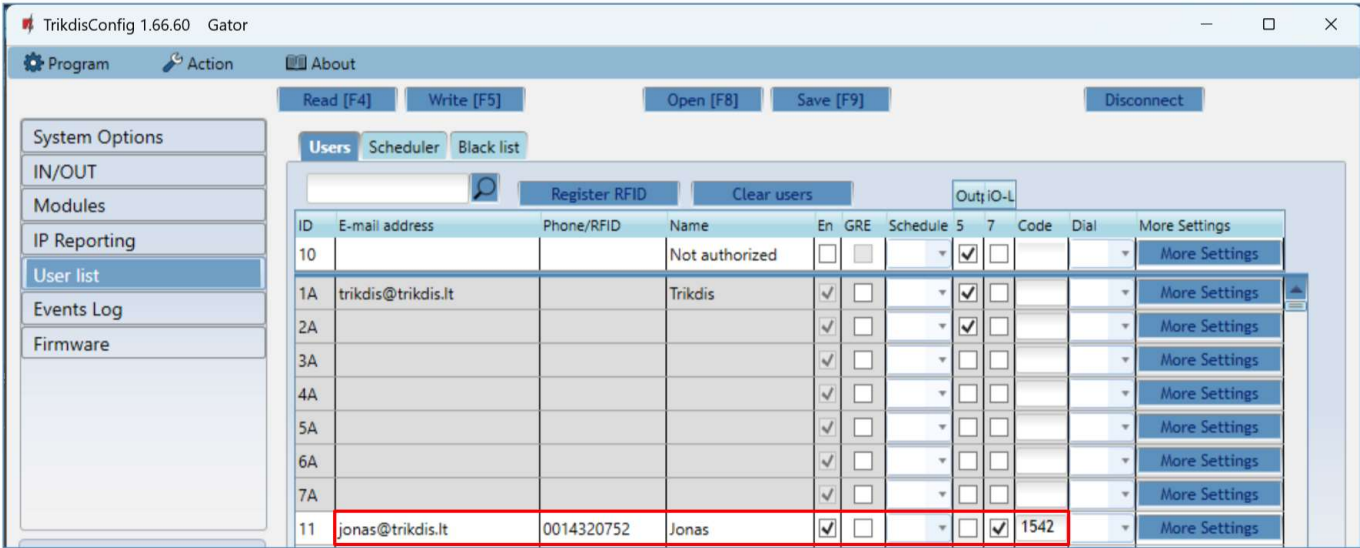 TrikdisConfig 1.66.60 Gator
Program Action About
Read [F4] Write [F5] Open [F8] Save [F9] Disconnect
System Options
IN/OUT
Modules
IP Reporting
User list
Events Log
Firmware
Users Scheduler Black list
Register RFID Clear users Outp iO-L
ID E-mail address Phone/RFID Name En GRE Schedule 5 7 Code Dial More Settings
10 Not authorized More Settings
1A trikdis@trikdis.lt Trikdis More Settings
2A More Settings
3A More Settings
4A More Settings
5A More Settings
6A More Settings
7A More Settings
11 jonas@trikdis.lt 0014320752 Jonas 1542 More Settings